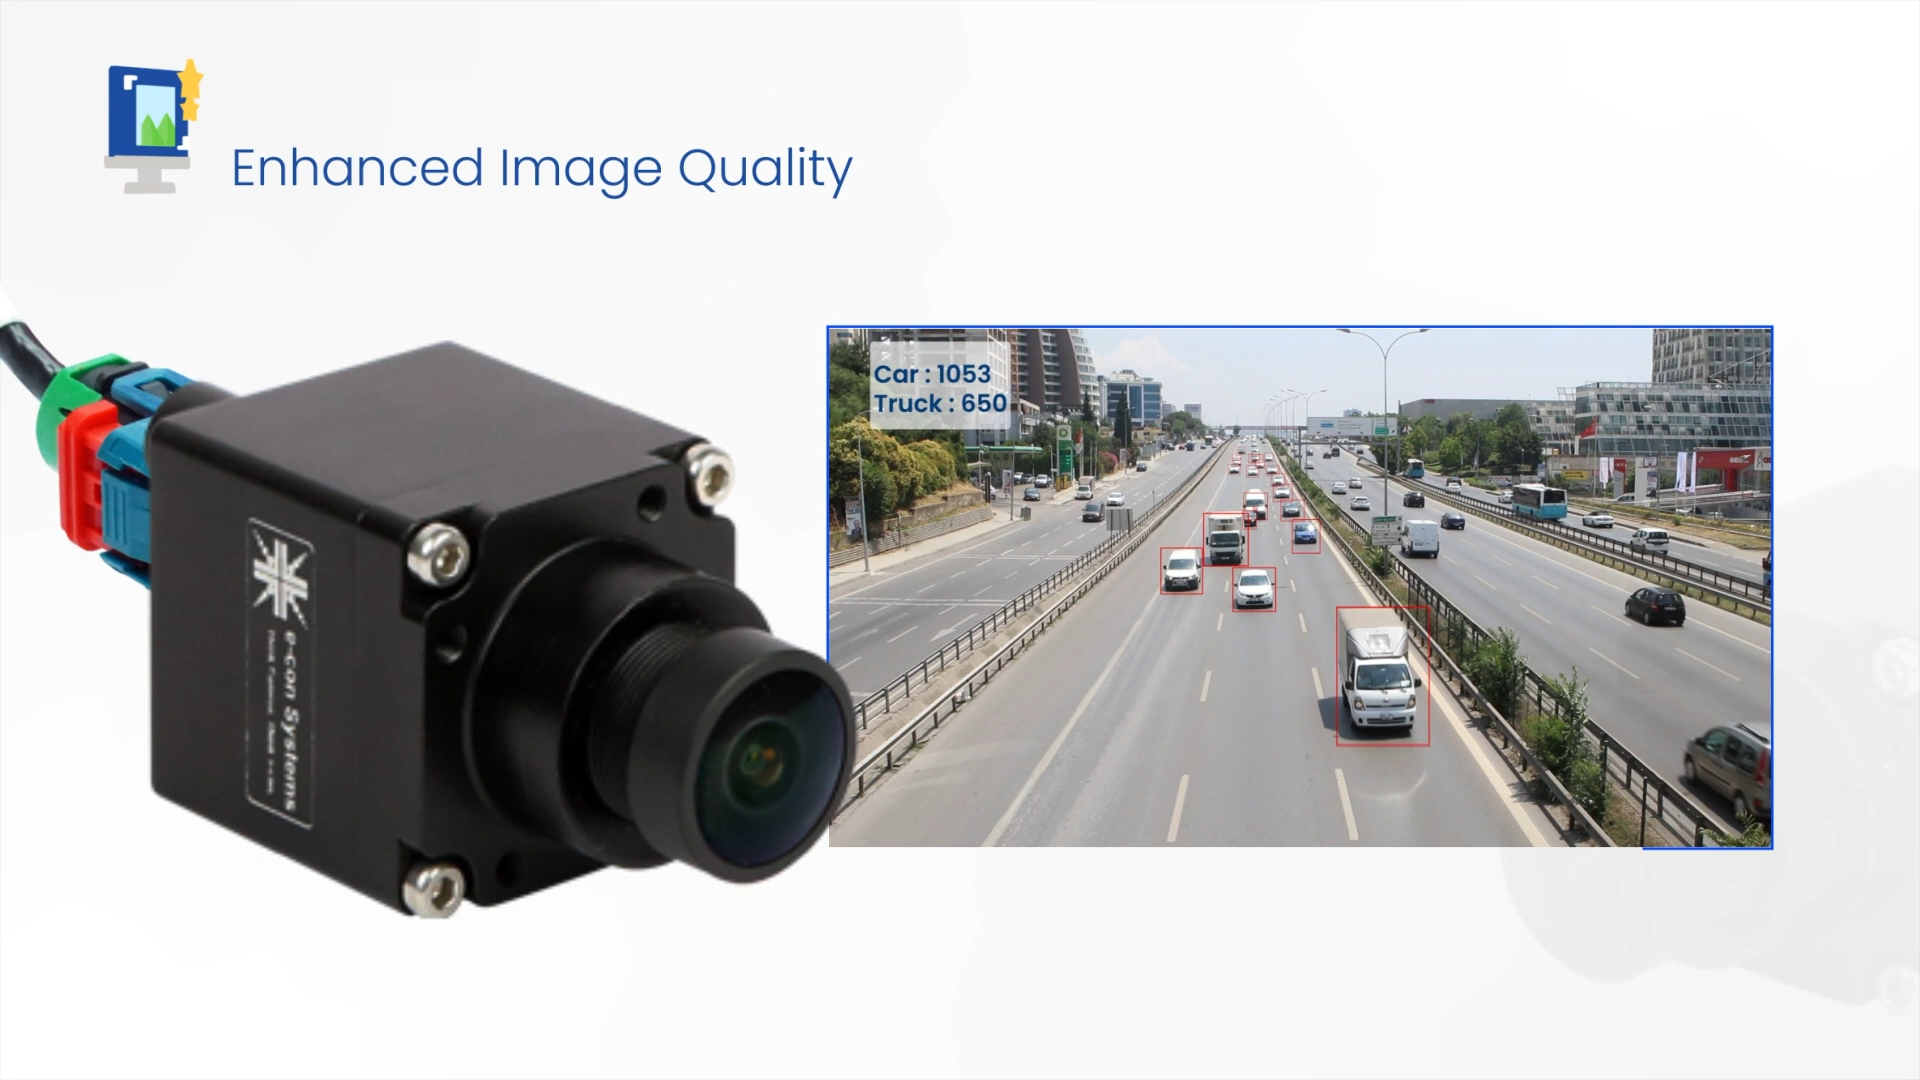 Enhanced Image Quality
Car : 1053
Truck : 650
e-con Systems